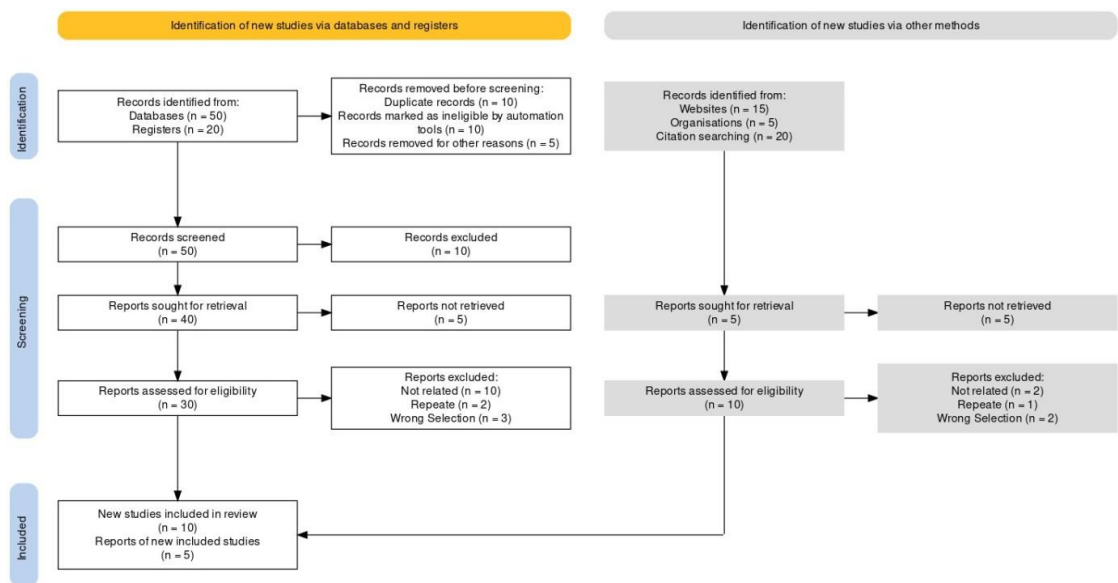 Identification of new studies via databases and registers
Identification of new studies via other methods
Identification
Records identified from:
Databases (n = 50)
Registers (n = 20)
Records removed before screening:
Duplicate records (n = 10)
Records marked as ineligible by automation
tools (n = 10)
Records removed for other reasons (n = 5)
Records identified from:
Websites (n = 15)
Organisations (n = 5)
Citation searching (n = 20)
Screening
Records screened
(n = 50)
Records excluded
(n = 10)
Reports sought for retrieval
(n = 40)
Reports not retrieved
(n = 5)
Reports sought for retrieval
(n = 5)
Reports not retrieved
(n = 5)
Reports assessed for eligibility
(n = 30)
Reports excluded:
Not related (n = 10)
Repeate (n = 2)
Wrong Selection (n = 3)
Reports assessed for eligibility
(n = 10)
Reports excluded:
Not related (n = 2)
Repeate (n = 1)
Wrong Selection (n = 2)
Included
New studies included in review
(n = 10)
Reports of new included studies
(n = 5)